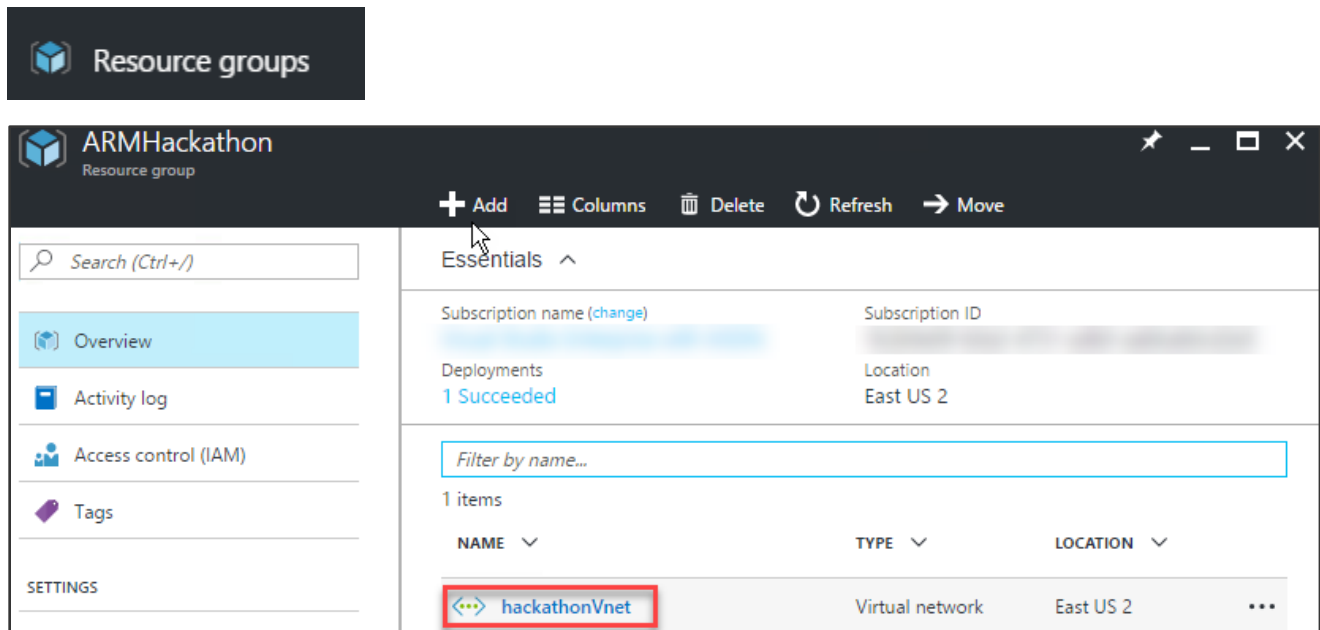 Resource groups
ARMHackathon
Resource group
Add Columns Delete Refresh Move
Search (Ctrl+/)
Overview
Activity log
Access control (IAM)
Tags
SETTINGS
Essentials
Subscription name (change) Subscription ID
Deployments Location
1 Succeeded East US 2
Filter by name...
1 items
NAME TYPE LOCATION
hackathonVnet Virtual network East US 2